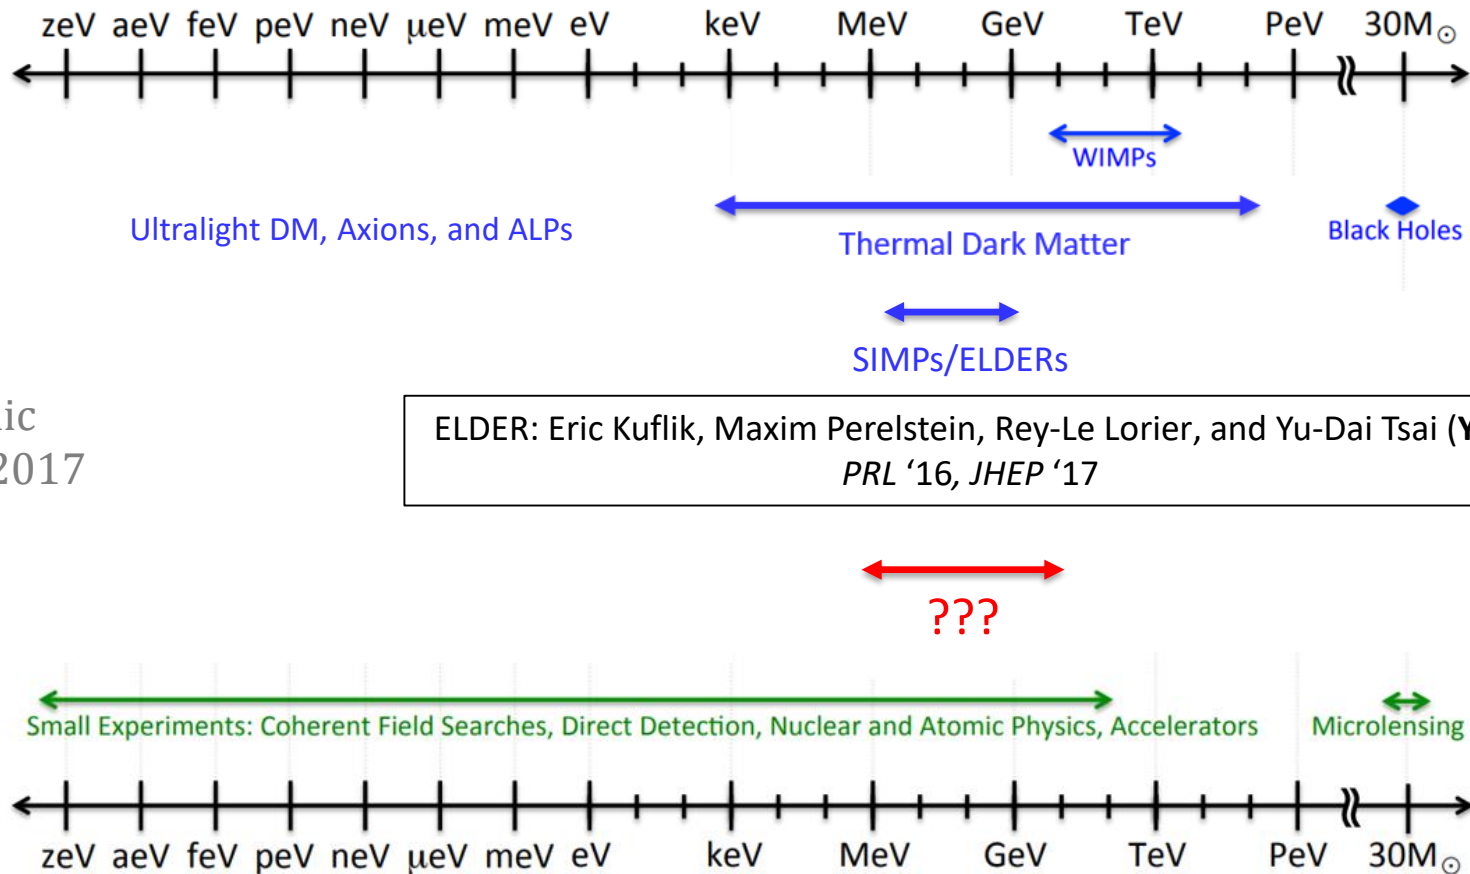 zeV aeV feV peV neV μeV meV eV keV MeV GeV TeV PeV 30M☉
WIMPs
Ultralight DM, Axions, and ALPs
Thermal Dark Matter
Black Holes
SIMPs/ELDERs
ic
2017
ELDER: Eric Kuflik, Maxim Perelstein, Rey-Le Lorier, and Yu-Dai Tsai (Y
PRL ‘16, JHEP ‘17
???
Small Experiments: Coherent Field Searches, Direct Detection, Nuclear and Atomic Physics, Accelerators
Microlensing
zeV aeV feV peV neV μeV meV eV keV MeV GeV TeV PeV 30M☉